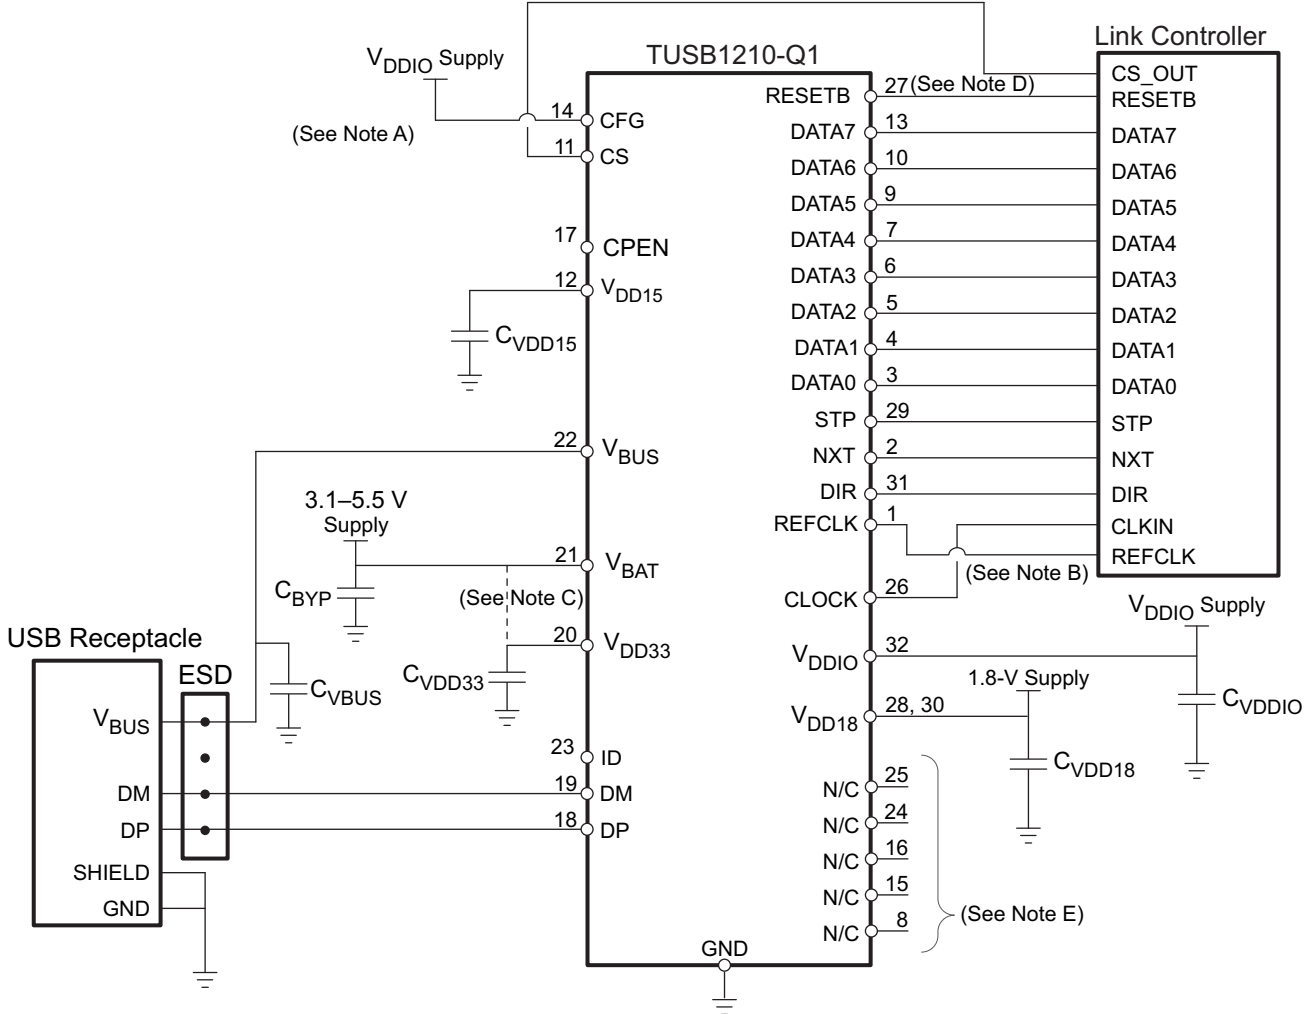 TUSB1210-Q1
Link Controller
VDDIO Supply
(See Note A)
14
CFG
11
CS
17
CPEN
12
VDD15
CVDD15
22
VBUS
3.1–5.5 V
Supply
21
VBAT
CBYP
(See Note C)
20
VDD33
CVDD33
USB Receptacle
ESD
CVBUS
VBUS
DM
DP
SHIELD
GND
23
ID
19
DM
18
DP
GND
RESETB
27
(See Note D)
DATA7
13
DATA6
10
DATA5
9
DATA4
7
DATA3
6
DATA2
5
DATA1
4
DATA0
3
STP
29
NXT
2
DIR
31
REFCLK
1
(See Note B)
CLOCK
26
VDDIO
32
VDD18
28, 30
N/C
25
N/C
24
N/C
16
N/C
15
N/C
8
(See Note E)
CS_OUT
RESETB
DATA7
DATA6
DATA5
DATA4
DATA3
DATA2
DATA1
DATA0
STP
NXT
DIR
CLKIN
REFCLK
VDDIO Supply
CVDDIO
1.8-V Supply
CVDD18